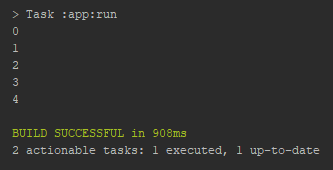 > Task :app:run
0
1
2
3
4
BUILD SUCCESSFUL in 908ms
2 actionable tasks: 1 executed, 1 up-to-date